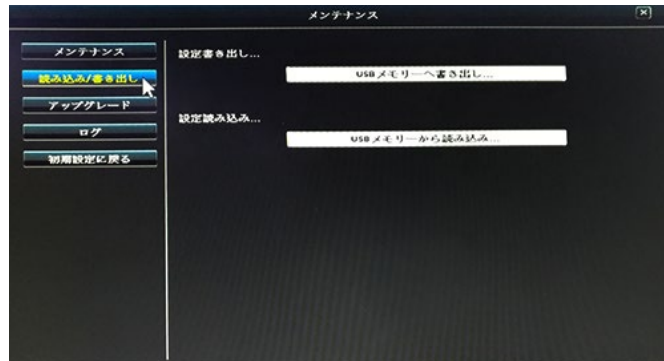 メンテナンス
メンテナンス
読み込み/書き出し
アップグレード
ログ
初期設定に戻る
設定書き出し...
USBメモリーへ書き出し...
設定読み込み...
USBメモリーから読み込み...